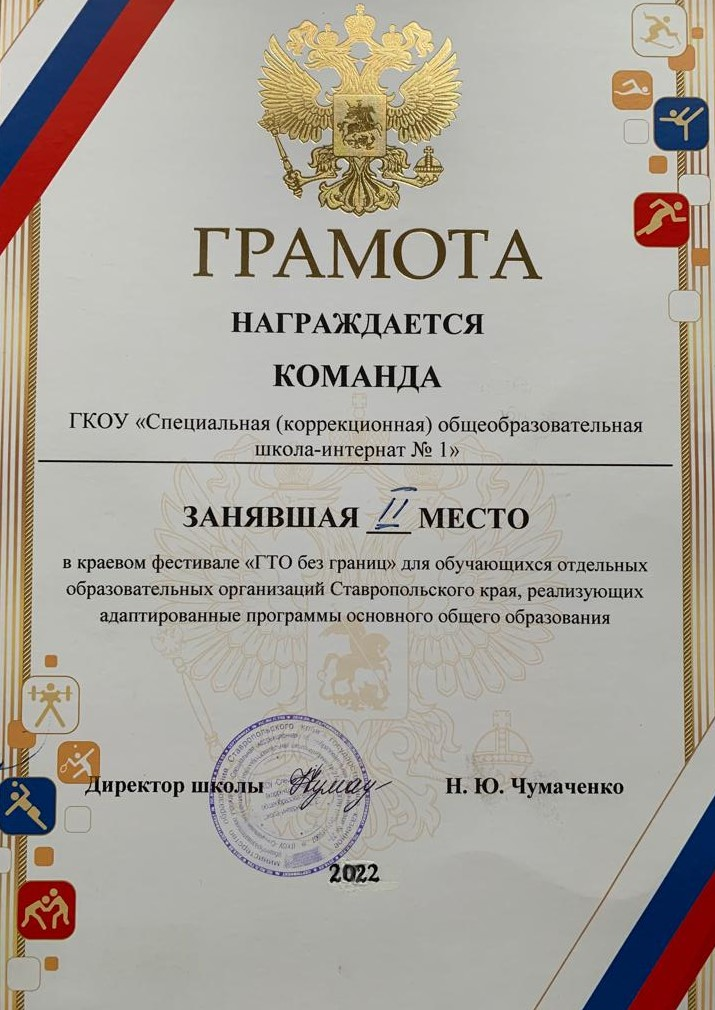 ГРАМОТА
НАГРАЖДАЕТСЯ
КОМАНДА
ГКОУ «Специальная (коррекционная) общеобразовательная
школа-интернат № 1»
ЗАНЯВШАЯ II МЕСТО
в краевом фестивале «ГТО без границ» для обучающихся отдельных
образовательных организаций Ставропольского края, реализующих
адаптированные программы основного общего образования
Директор школы Н. Ю. Чумаченко
2022